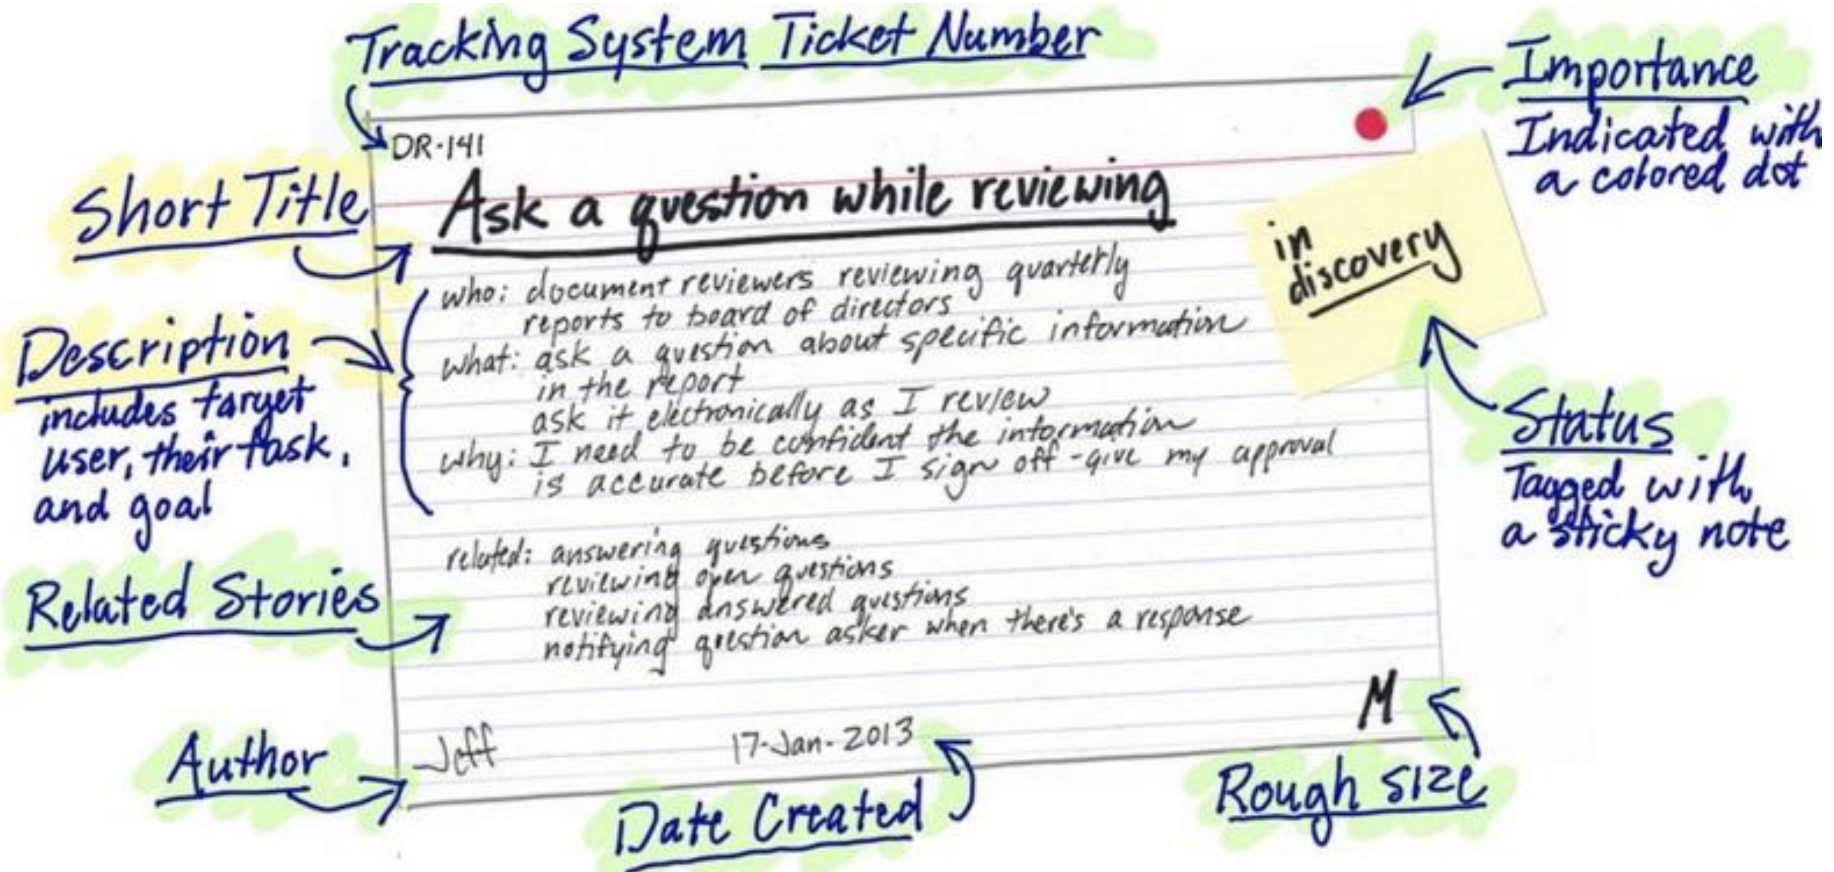 Tracking System Ticket Number
Importance
Indicated with
a colored dot
DR-141
Short Title
Ask a question while reviewing
in
discovery
who: document reviewers reviewing quarterly
reports to board of directors
what: ask a question about specific information
in the report
ask it electronically as I review
why: I need to be confident the information
is accurate before I sign off - give my approval
Description
includes target
user, their task,
and goal
Status
Tagged with
a sticky note
related: answering questions
reviewing open questions
reviewing answered questions
notifying question asker when there's a response
Related Stories
M
Jeff
17-Jan-2013
Author
Date Created
Rough size